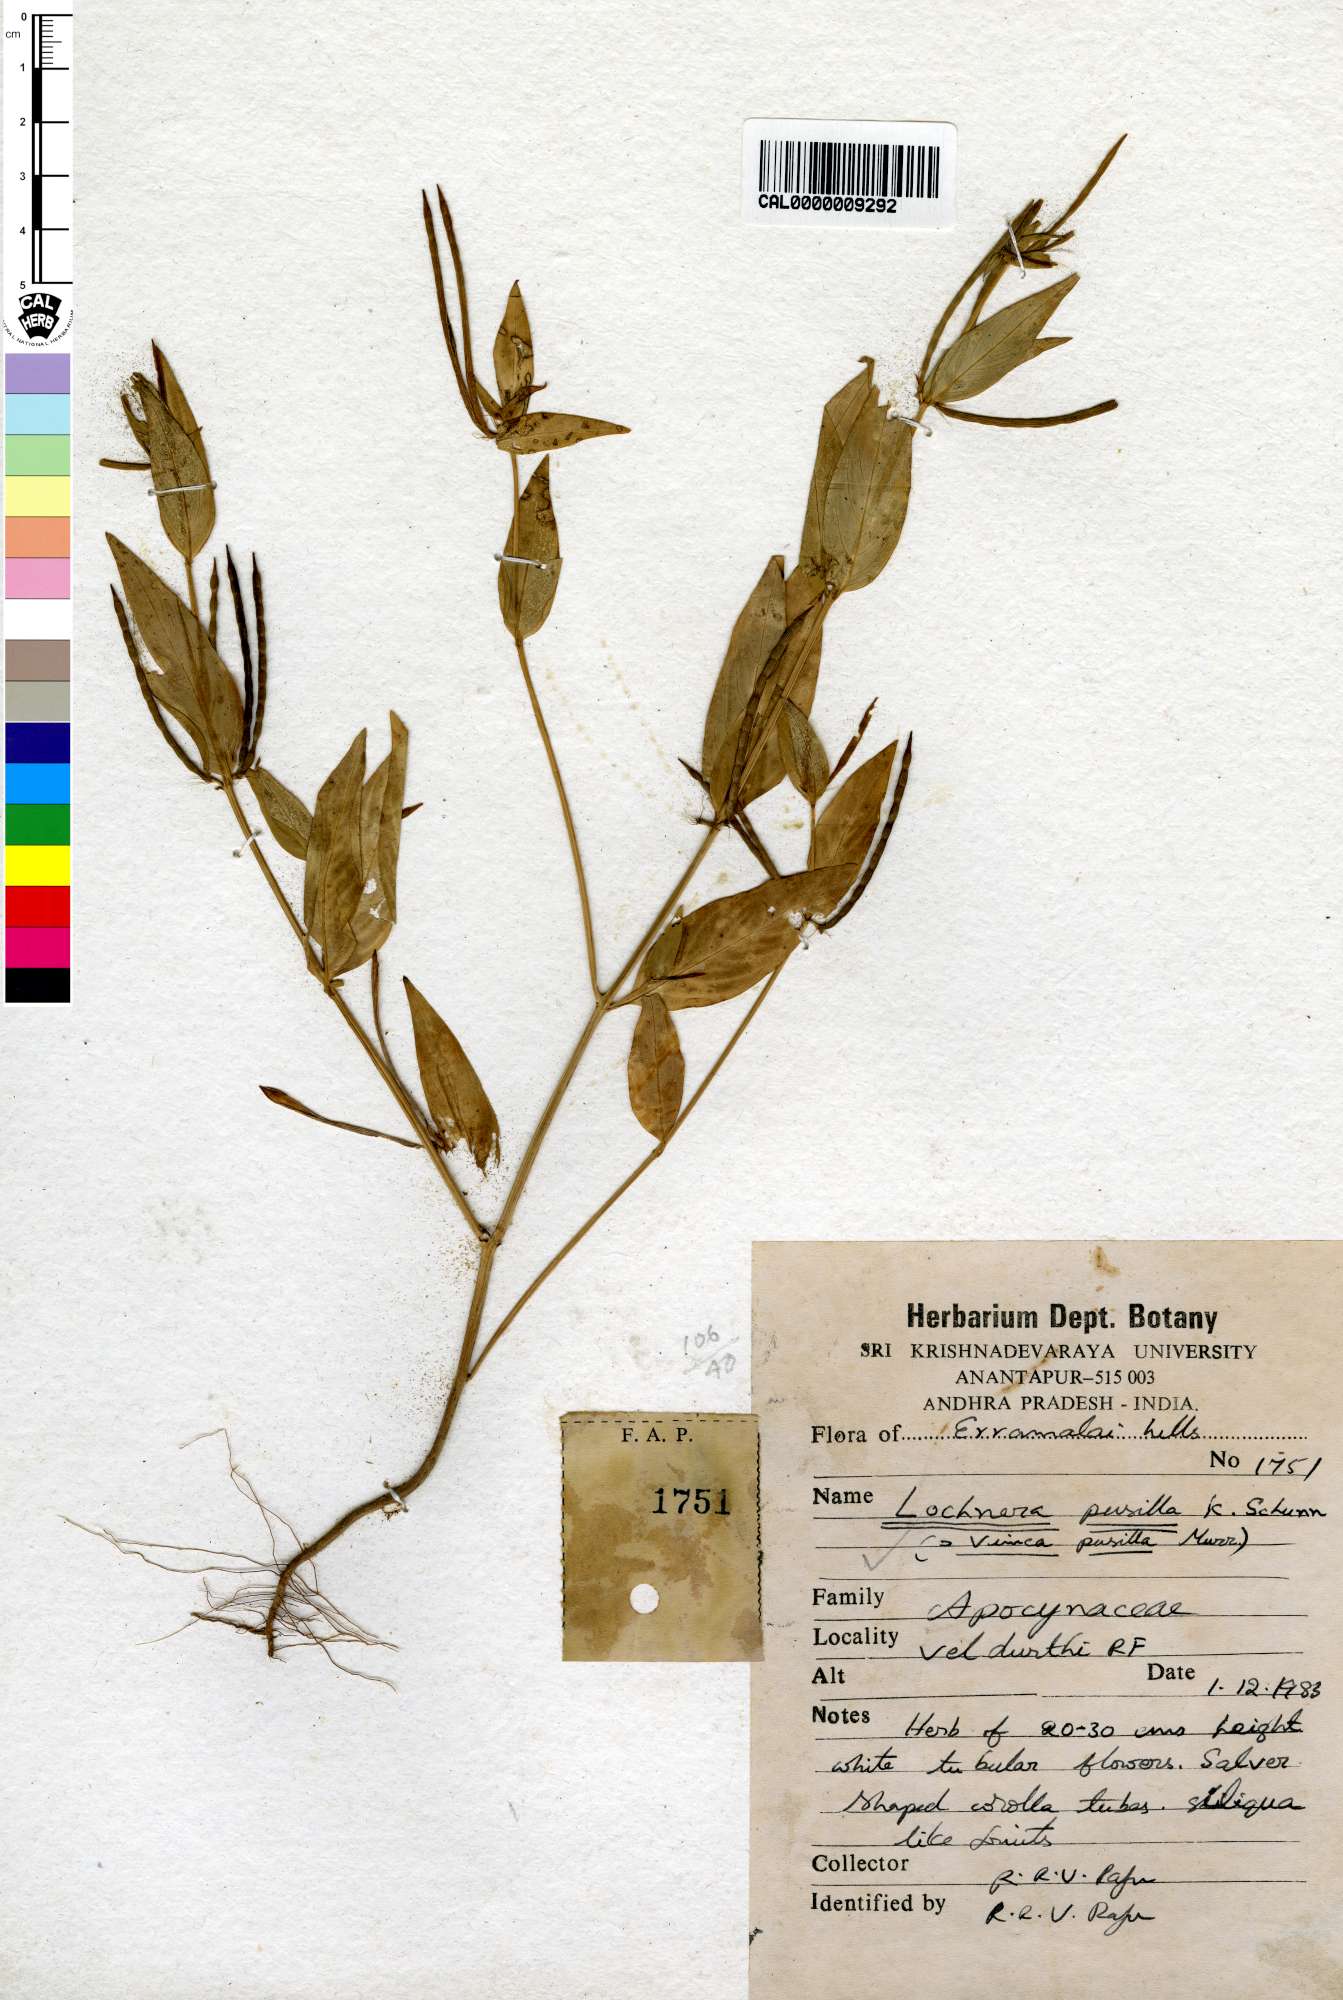 0
cm
1
2
3
4
5
CAL
HERB
CAL0000009292
106
F. A. P.
1751
Herbarium Dept. Botany
SRI KRISHNADEVARAYA UNIVERSITY
ANANTAPUR–515 003
ANDHRA PRADESH - INDIA.
Flora of Erramalai hills
No 1751
Name Lochnera pusilla K. Schum
(= Vinca pusilla Murr.)
Family Apocynaceae
Locality Veldurthi RF
Alt Date 1.12.1983
Notes Herb of 20-30 cms height
white tubular flowers. Salver
shaped corolla tubes. siliqua
like fruits
Collector R.R.V. Raju
Identified by R.R.V. Raju